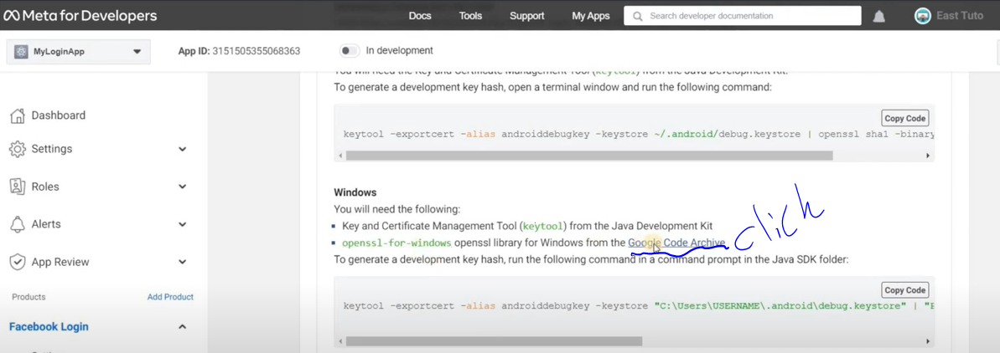 Meta for Developers
Docs
Tools
Support
My Apps
Search developer documentation
East Tuto
MyLoginApp
App ID: 3151505355068363
In development
You will need the Key and Certificate Management Tool (keytool) from the Java Development Kit.
To generate a development key hash, open a terminal window and run the following command:
Copy Code
keytool -exportcert -alias androiddebugkey -keystore ~/.android/debug.keystore | openssl sha1 -binary
Dashboard
Settings
Roles
Alerts
App Review
Products
Add Product
Facebook Login
Windows
You will need the following:
Key and Certificate Management Tool (keytool) from the Java Development Kit
openssl-for-windows openssl library for Windows from the Google Code Archive
click
To generate a development key hash, run the following command in a command prompt in the Java SDK folder:
Copy Code
keytool -exportcert -alias androiddebugkey -keystore "C:\Users\USERNAME\.android\debug.keystore" | "